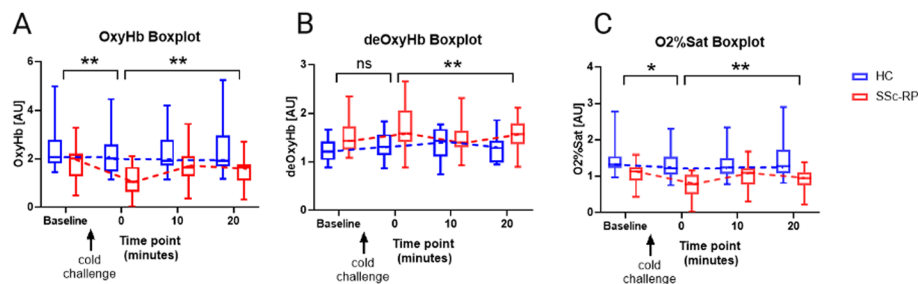 A
OxyHb Boxplot
**
**
OxyHb [AU]
6
4
2
0
Baseline
0
10
20
Time point
(minutes)
cold
challenge
B
deOxyHb Boxplot
ns
**
deOxyHb [AU]
3
2
1
0
Baseline
0
10
20
Time point
(minutes)
cold
challenge
C
O2%Sat Boxplot
*
**
O2%Sat [AU]
4
3
2
1
0
Baseline
0
10
20
Time point
(minutes)
cold
challenge
HC
SSc-RP